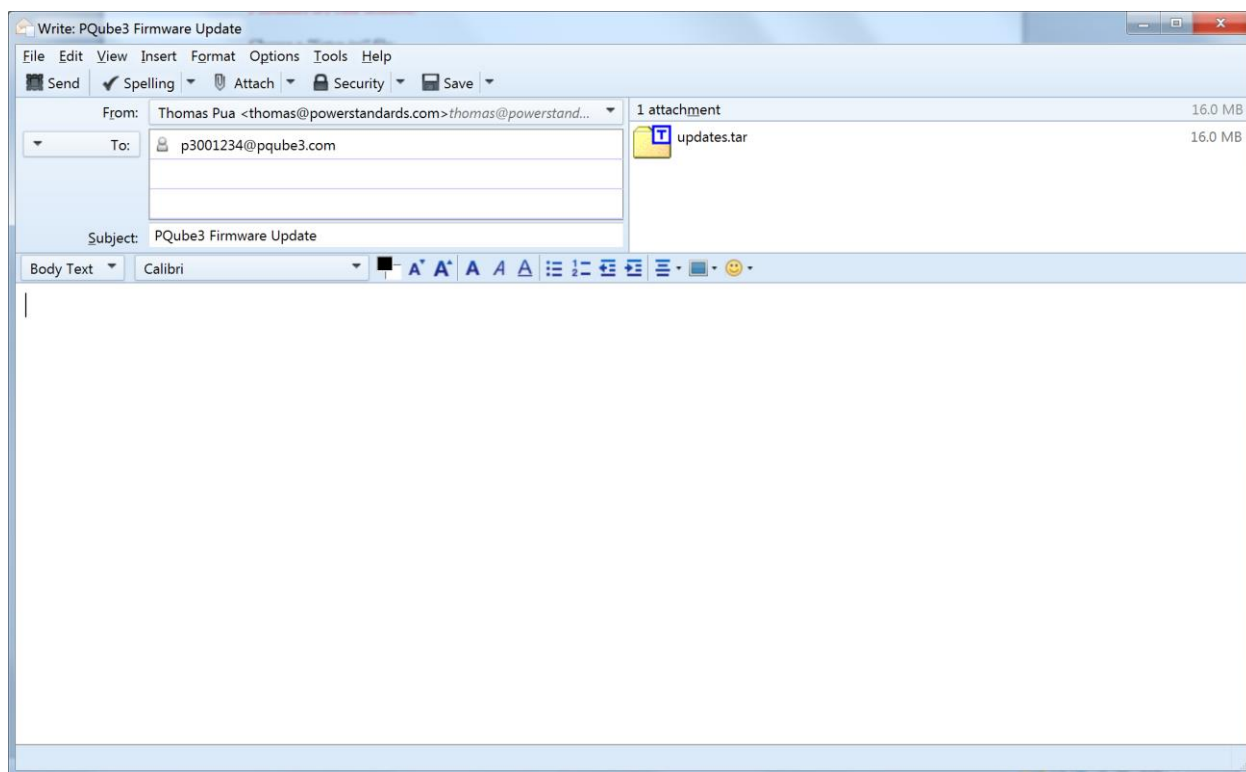 Write: PQube3 Firmware Update
File Edit View Insert Format Options Tools Help
Send Spelling Attach Security Save
From: Thomas Pua <thomas@powerstandards.com> thomas@powerstand...
1 attachment 16.0 MB
To: p3001234@pqube3.com
updates.tar 16.0 MB
Subject: PQube3 Firmware Update
Body Text Calibri